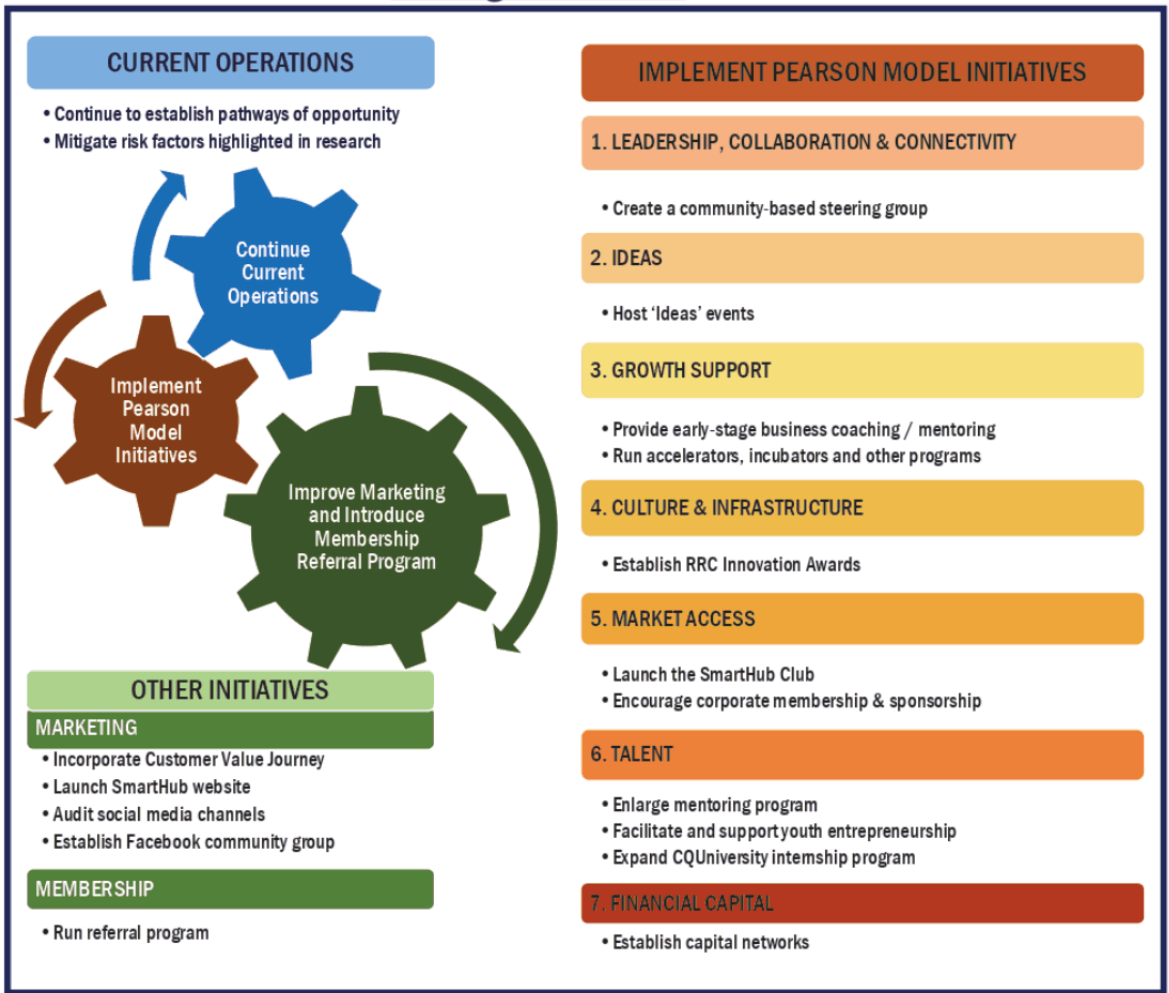 CURRENT OPERATIONS
• Continue to establish pathways of opportunity
• Mitigate risk factors highlighted in research
Continue
Current
Operations
Implement
Pearson
Model
Initiatives
Improve Marketing
and Introduce
Membership
Referral Program
OTHER INITIATIVES
MARKETING
• Incorporate Customer Value Journey
• Launch SmartHub website
• Audit social media channels
• Establish Facebook community group
MEMBERSHIP
• Run referral program
IMPLEMENT PEARSON MODEL INITIATIVES
1. LEADERSHIP, COLLABORATION & CONNECTIVITY
• Create a community-based steering group
2. IDEAS
• Host ‘Ideas’ events
3. GROWTH SUPPORT
• Provide early-stage business coaching / mentoring
• Run accelerators, incubators and other programs
4. CULTURE & INFRASTRUCTURE
• Establish RRC Innovation Awards
5. MARKET ACCESS
• Launch the SmartHub Club
• Encourage corporate membership & sponsorship
6. TALENT
• Enlarge mentoring program
• Facilitate and support youth entrepreneurship
• Expand CQUniversity internship program
7. FINANCIAL CAPITAL
• Establish capital networks